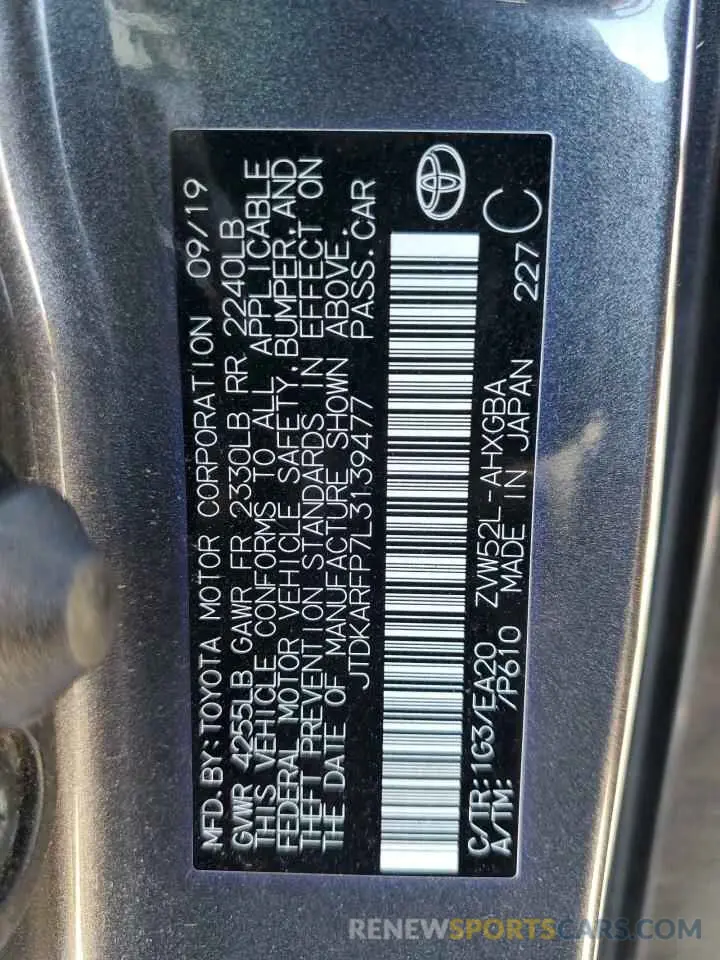 MFD. BY: TOYOTA MOTOR CORPORATION 09/19
GVWR 4255LB GAWR FR 2330LB RR 2240LB
THIS VEHICLE CONFORMS TO ALL APPLICABLE
FEDERAL MOTOR VEHICLE SAFETY, BUMPER, AND
THEFT PREVENTION STANDARDS IN EFFECT ON
THE DATE OF MANUFACTURE SHOWN ABOVE.
JTDKARFP7L3139477 PASS. CAR
C/TR: 1G3/EA20 ZVW52L-AHXGBA
A/TM: /P610 MADE IN JAPAN 227 C
RENEWSPORTSCARS.COM